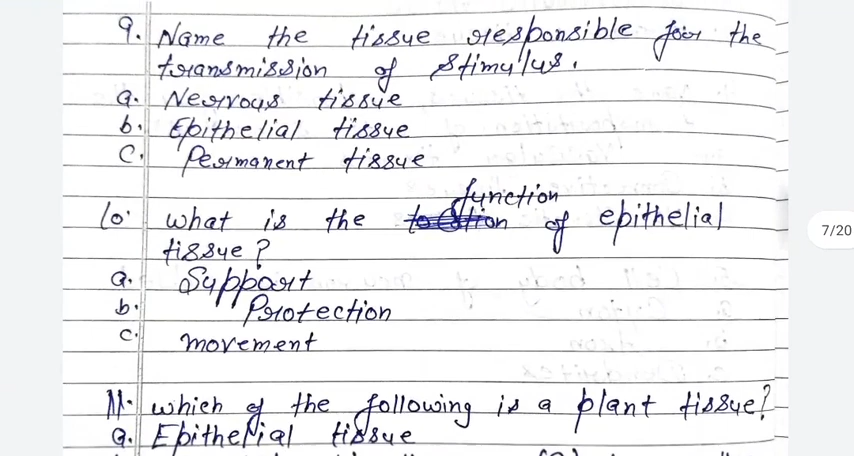 9. Name the tissue responsible for the
transmission of stimulus.
a. Nervous tissue
b. Epithelial tissue
c. Permanent tissue
function
10. what is the of epithelial
tissue?
a. Support
b. Protection
c. movement
7/20
11. which of the following is a plant tissue?
a. Epithelial tissue